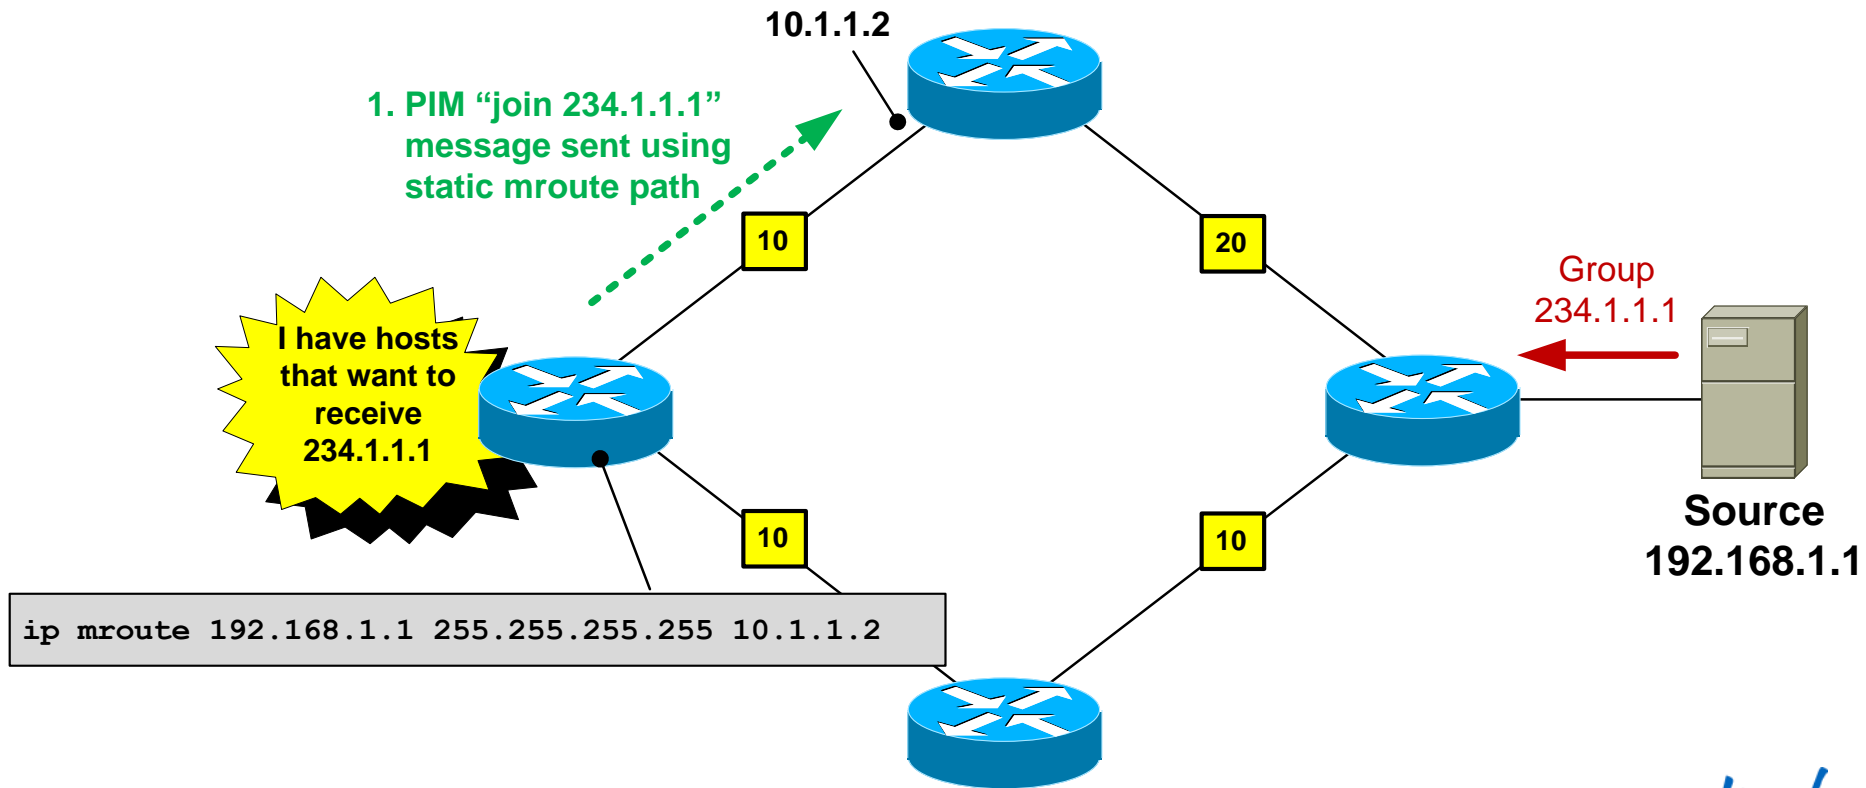 10.1.1.2
1. PIM “join 234.1.1.1”
message sent using
static mroute path
10
20
Group
234.1.1.1
I have hosts
that want to
receive
234.1.1.1
10
10
Source
192.168.1.1
ip mroute 192.168.1.1 255.255.255.255 10.1.1.2